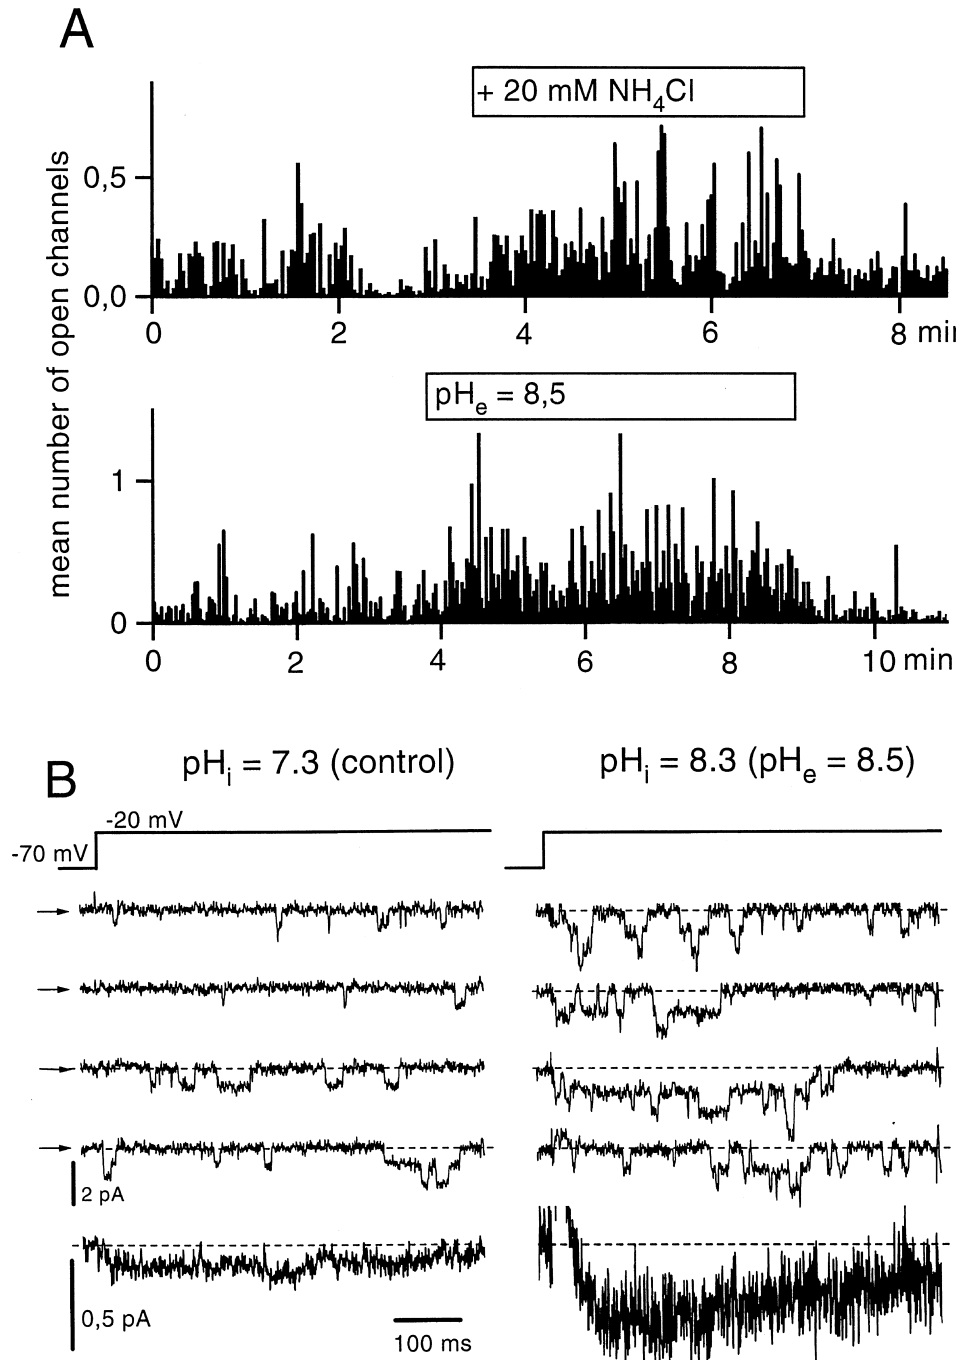 A
+ 20 mM NH₄Cl
0,5
0,0
0 2 4 6 8 min
mean number of open channels
pHₑ = 8,5
1
0
0 2 4 6 8 10 min
B
pHᵢ = 7.3 (control) pHᵢ = 8.3 (pHₑ = 8.5)
-20 mV
-70 mV
2 pA
0,5 pA
100 ms